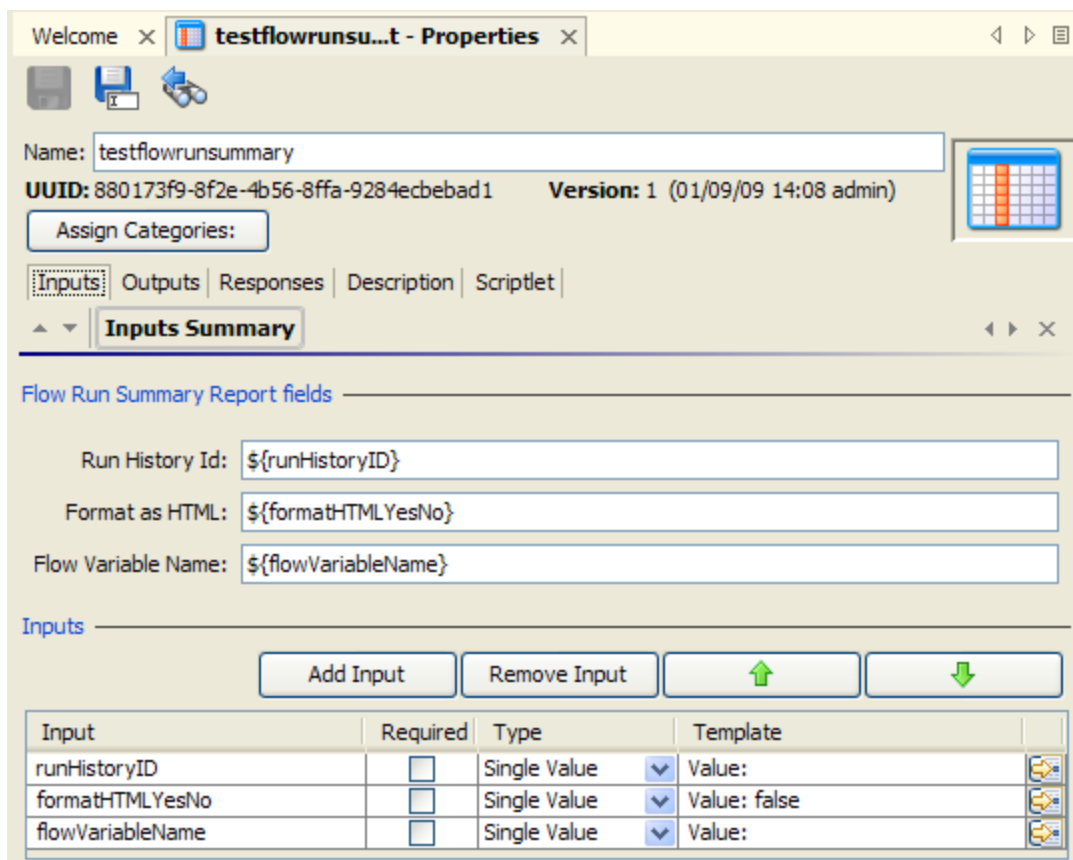 Welcome testflowrunsu...t - Properties
Name: testflowrunsummary
UUID: 880173f9-8f2e-4b56-8ffa-9284ecbebad1 Version: 1 (01/09/09 14:08 admin)
Assign Categories:
Inputs Outputs Responses Description Scriptlet
Inputs Summary
Flow Run Summary Report fields
Run History Id: ${runHistoryID}
Format as HTML: ${formatHTMLYesNo}
Flow Variable Name: ${flowVariableName}
Inputs
Add Input Remove Input
Input Required Type Template
runHistoryID Single Value Value:
formatHTMLYesNo Single Value Value: false
flowVariableName Single Value Value: